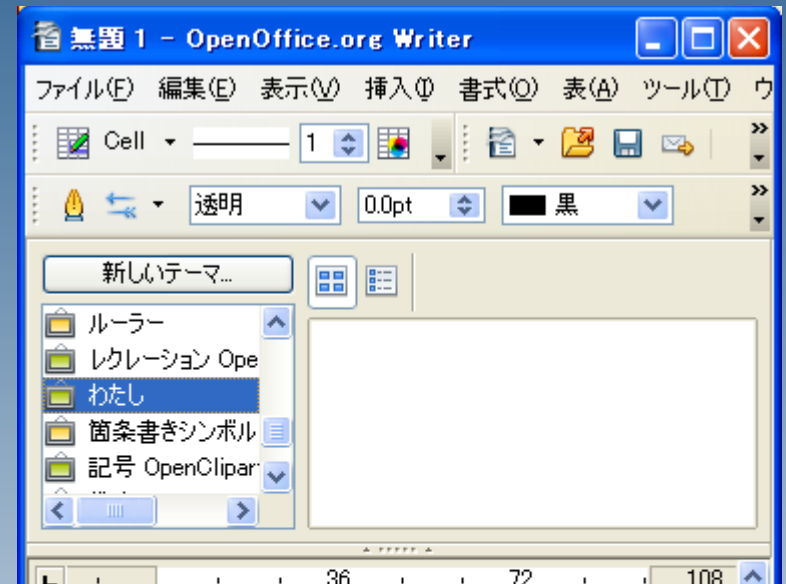 無題 1 - OpenOffice.org Writer
ファイル(F) 編集(E) 表示(V) 挿入(I) 書式(O) 表(A) ツール(T) ウ
Cell 1
透明 0.0pt 黒
新しいテーマ...
ルーラー
レクレーション Ope
わたし
箇条書きシンボル
記号 OpenClipar
36 72 108